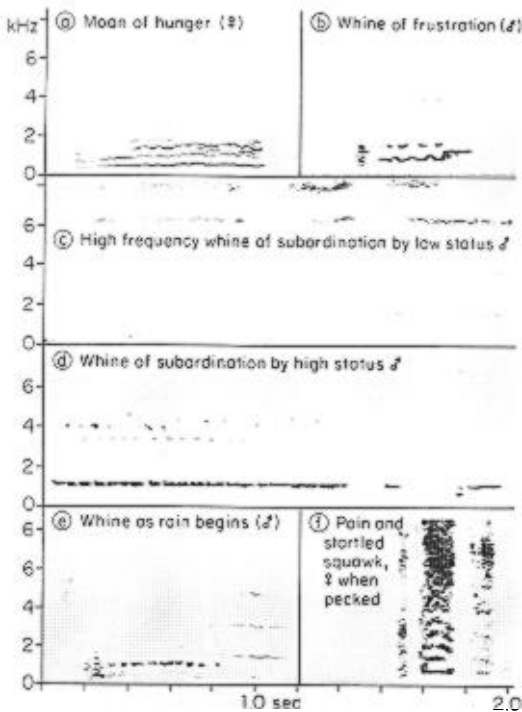 kHz
ⓐ Moan of hunger (♀)
ⓑ Whine of frustration (♂)
6
4
2
0
6
ⓒ High frequency whine of subordination by low status ♂
4
2
0
ⓓ Whine of subordination by high status ♂
6
4
2
0
ⓔ Whine as rain begins (♂)
ⓕ Pain and
startled
squawk,
♀ when
pecked
6
4
2
0
1.0 sec
2.0